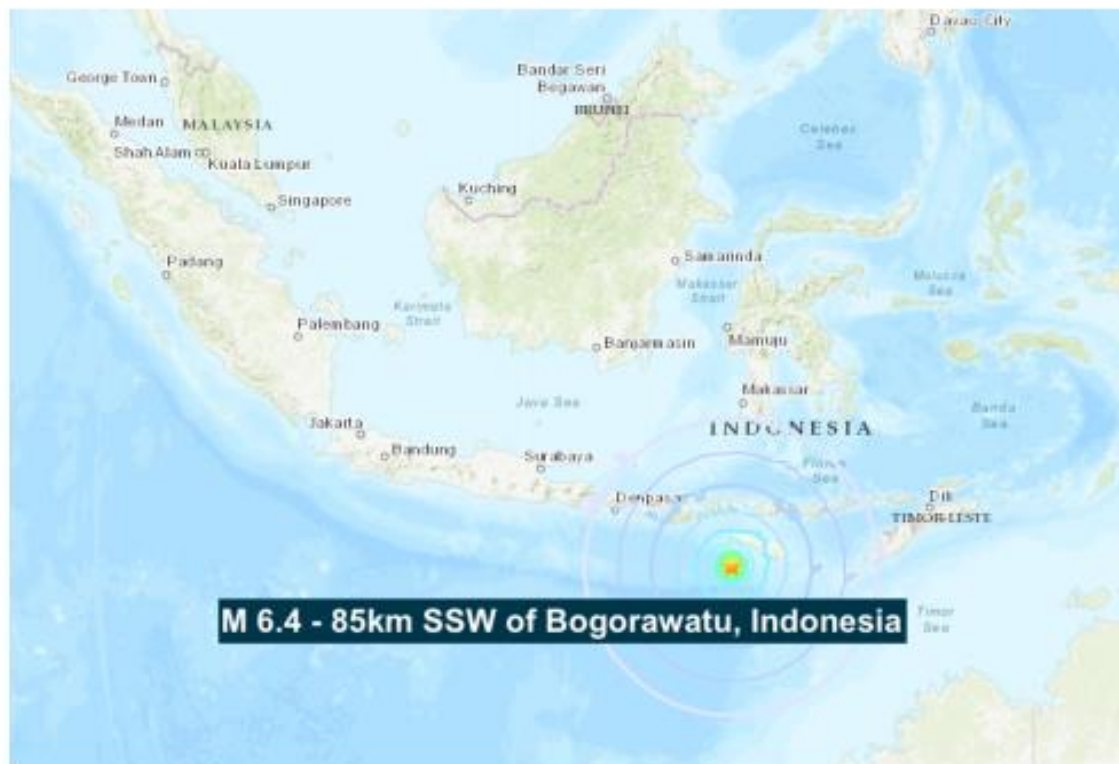 Davao City
George Town
Bandar Seri
Begawan
BRUNEI
Medan
MALAYSIA
Celebes
Sea
Shah Alam
Kuala Lumpur
Kuching
Singapore
Samarinda
Padang
Makassar
Strait
Molucca
Sea
Karimata
Strait
Palembang
Banjarmasin
Mamuju
Makassar
Java Sea
Banda
Sea
Jakarta
INDONESIA
Bandung
Surabaya
Flores
Sea
Denpasa
Dili
TIMOR-LESTE
M 6.4 - 85km SSW of Bogorawatu, Indonesia
Timor
Sea